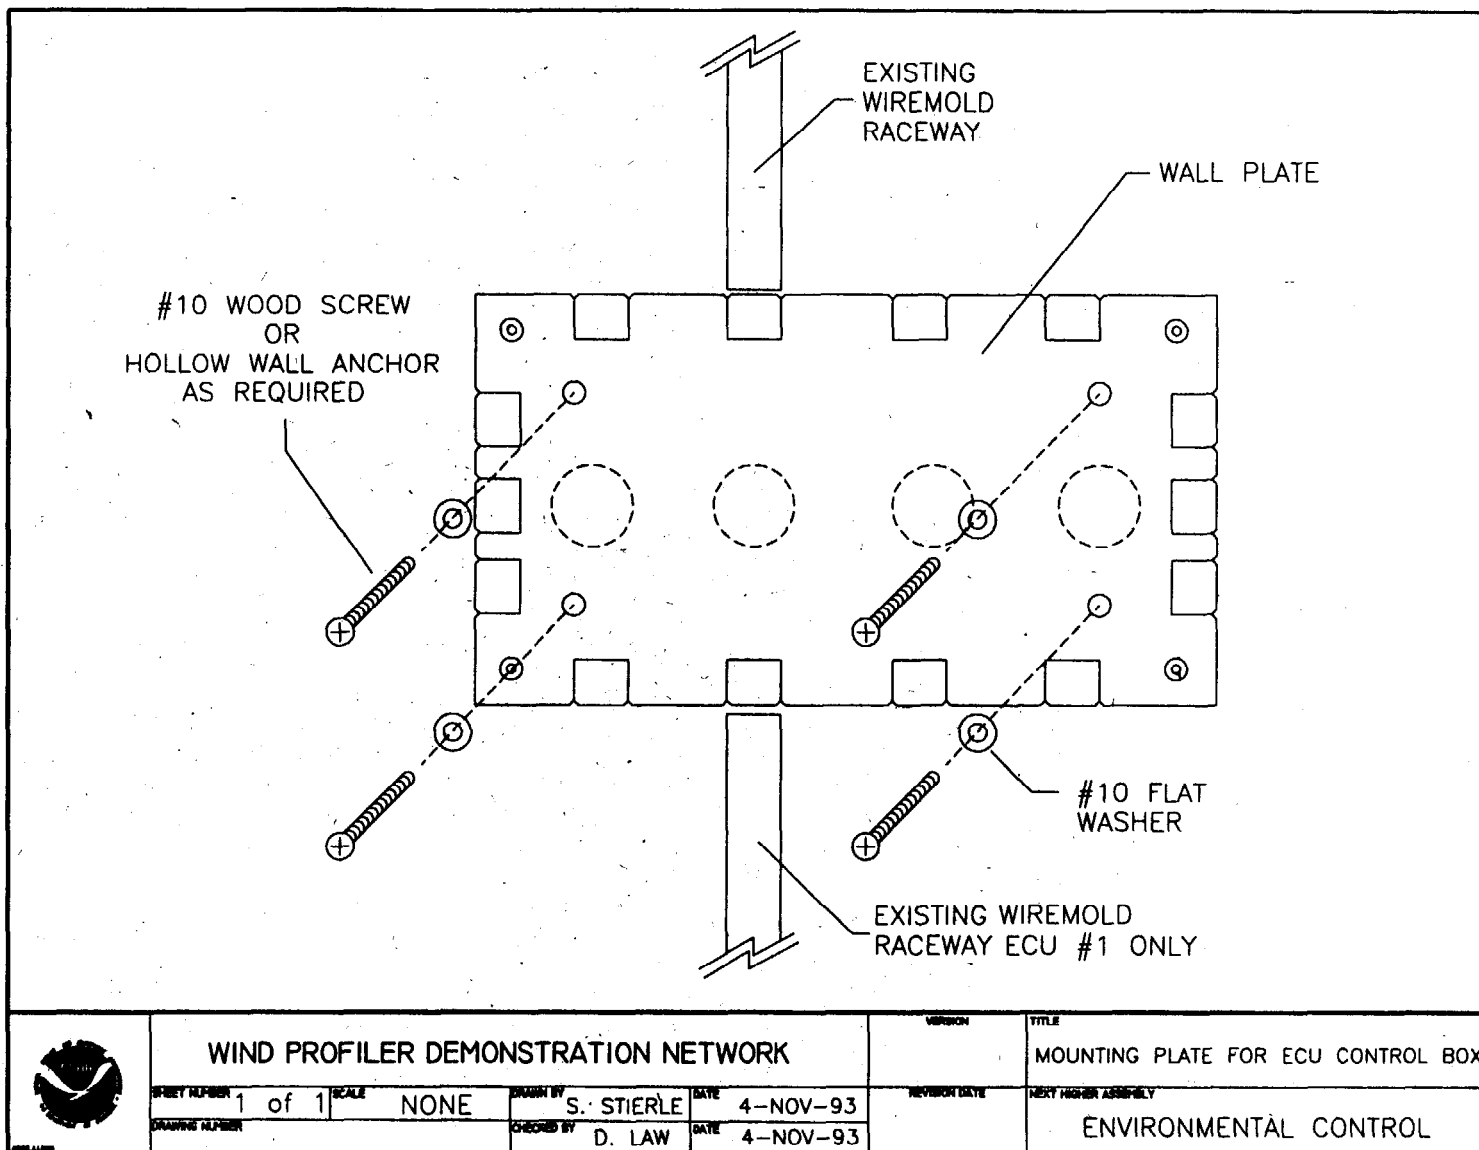 EXISTING
WIREMOLD
RACEWAY
WALL PLATE
#10 WOOD SCREW
OR
HOLLOW WALL ANCHOR
AS REQUIRED
#10 FLAT
WASHER
EXISTING WIREMOLD
RACEWAY ECU #1 ONLY
WIND PROFILER DEMONSTRATION NETWORK
VERSION
TITLE
MOUNTING PLATE FOR ECU CONTROL BOX
SHEET NUMBER 1 of 1
SCALE NONE
DRAWN BY S. STIERLE
DATE 4-NOV-93
REVISION DATE
NEXT HIGHER ASSEMBLY
ENVIRONMENTAL CONTROL
DRAWING NUMBER
CHECKED BY D. LAW
DATE 4-NOV-93